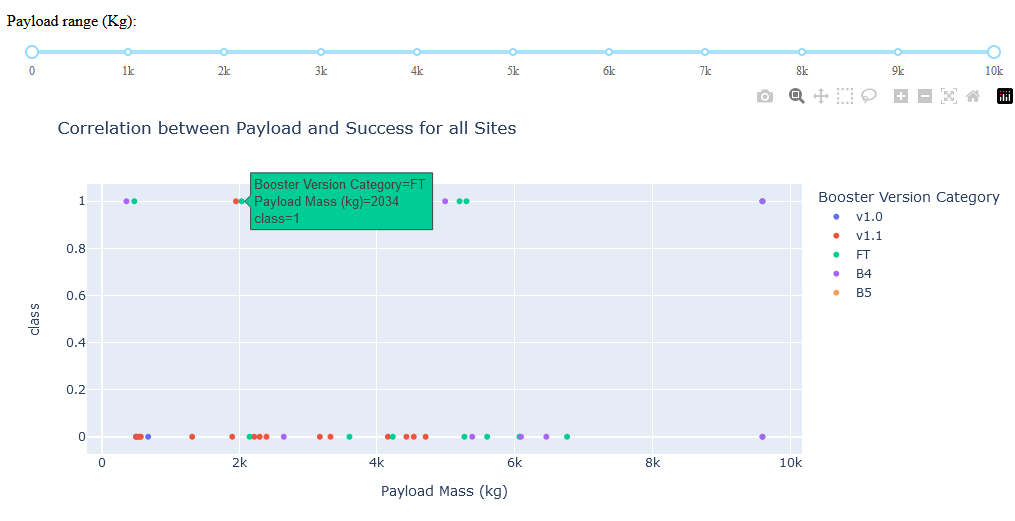 Payload range (Kg):
0 1k 2k 3k 4k 5k 6k 7k 8k 9k 10k
Correlation between Payload and Success for all Sites
Booster Version Category=FT
Payload Mass (kg)=2034
class=1
Booster Version Category
v1.0
v1.1
FT
B4
B5
class
1
0.8
0.6
0.4
0.2
0
0 2k 4k 6k 8k 10k
Payload Mass (kg)